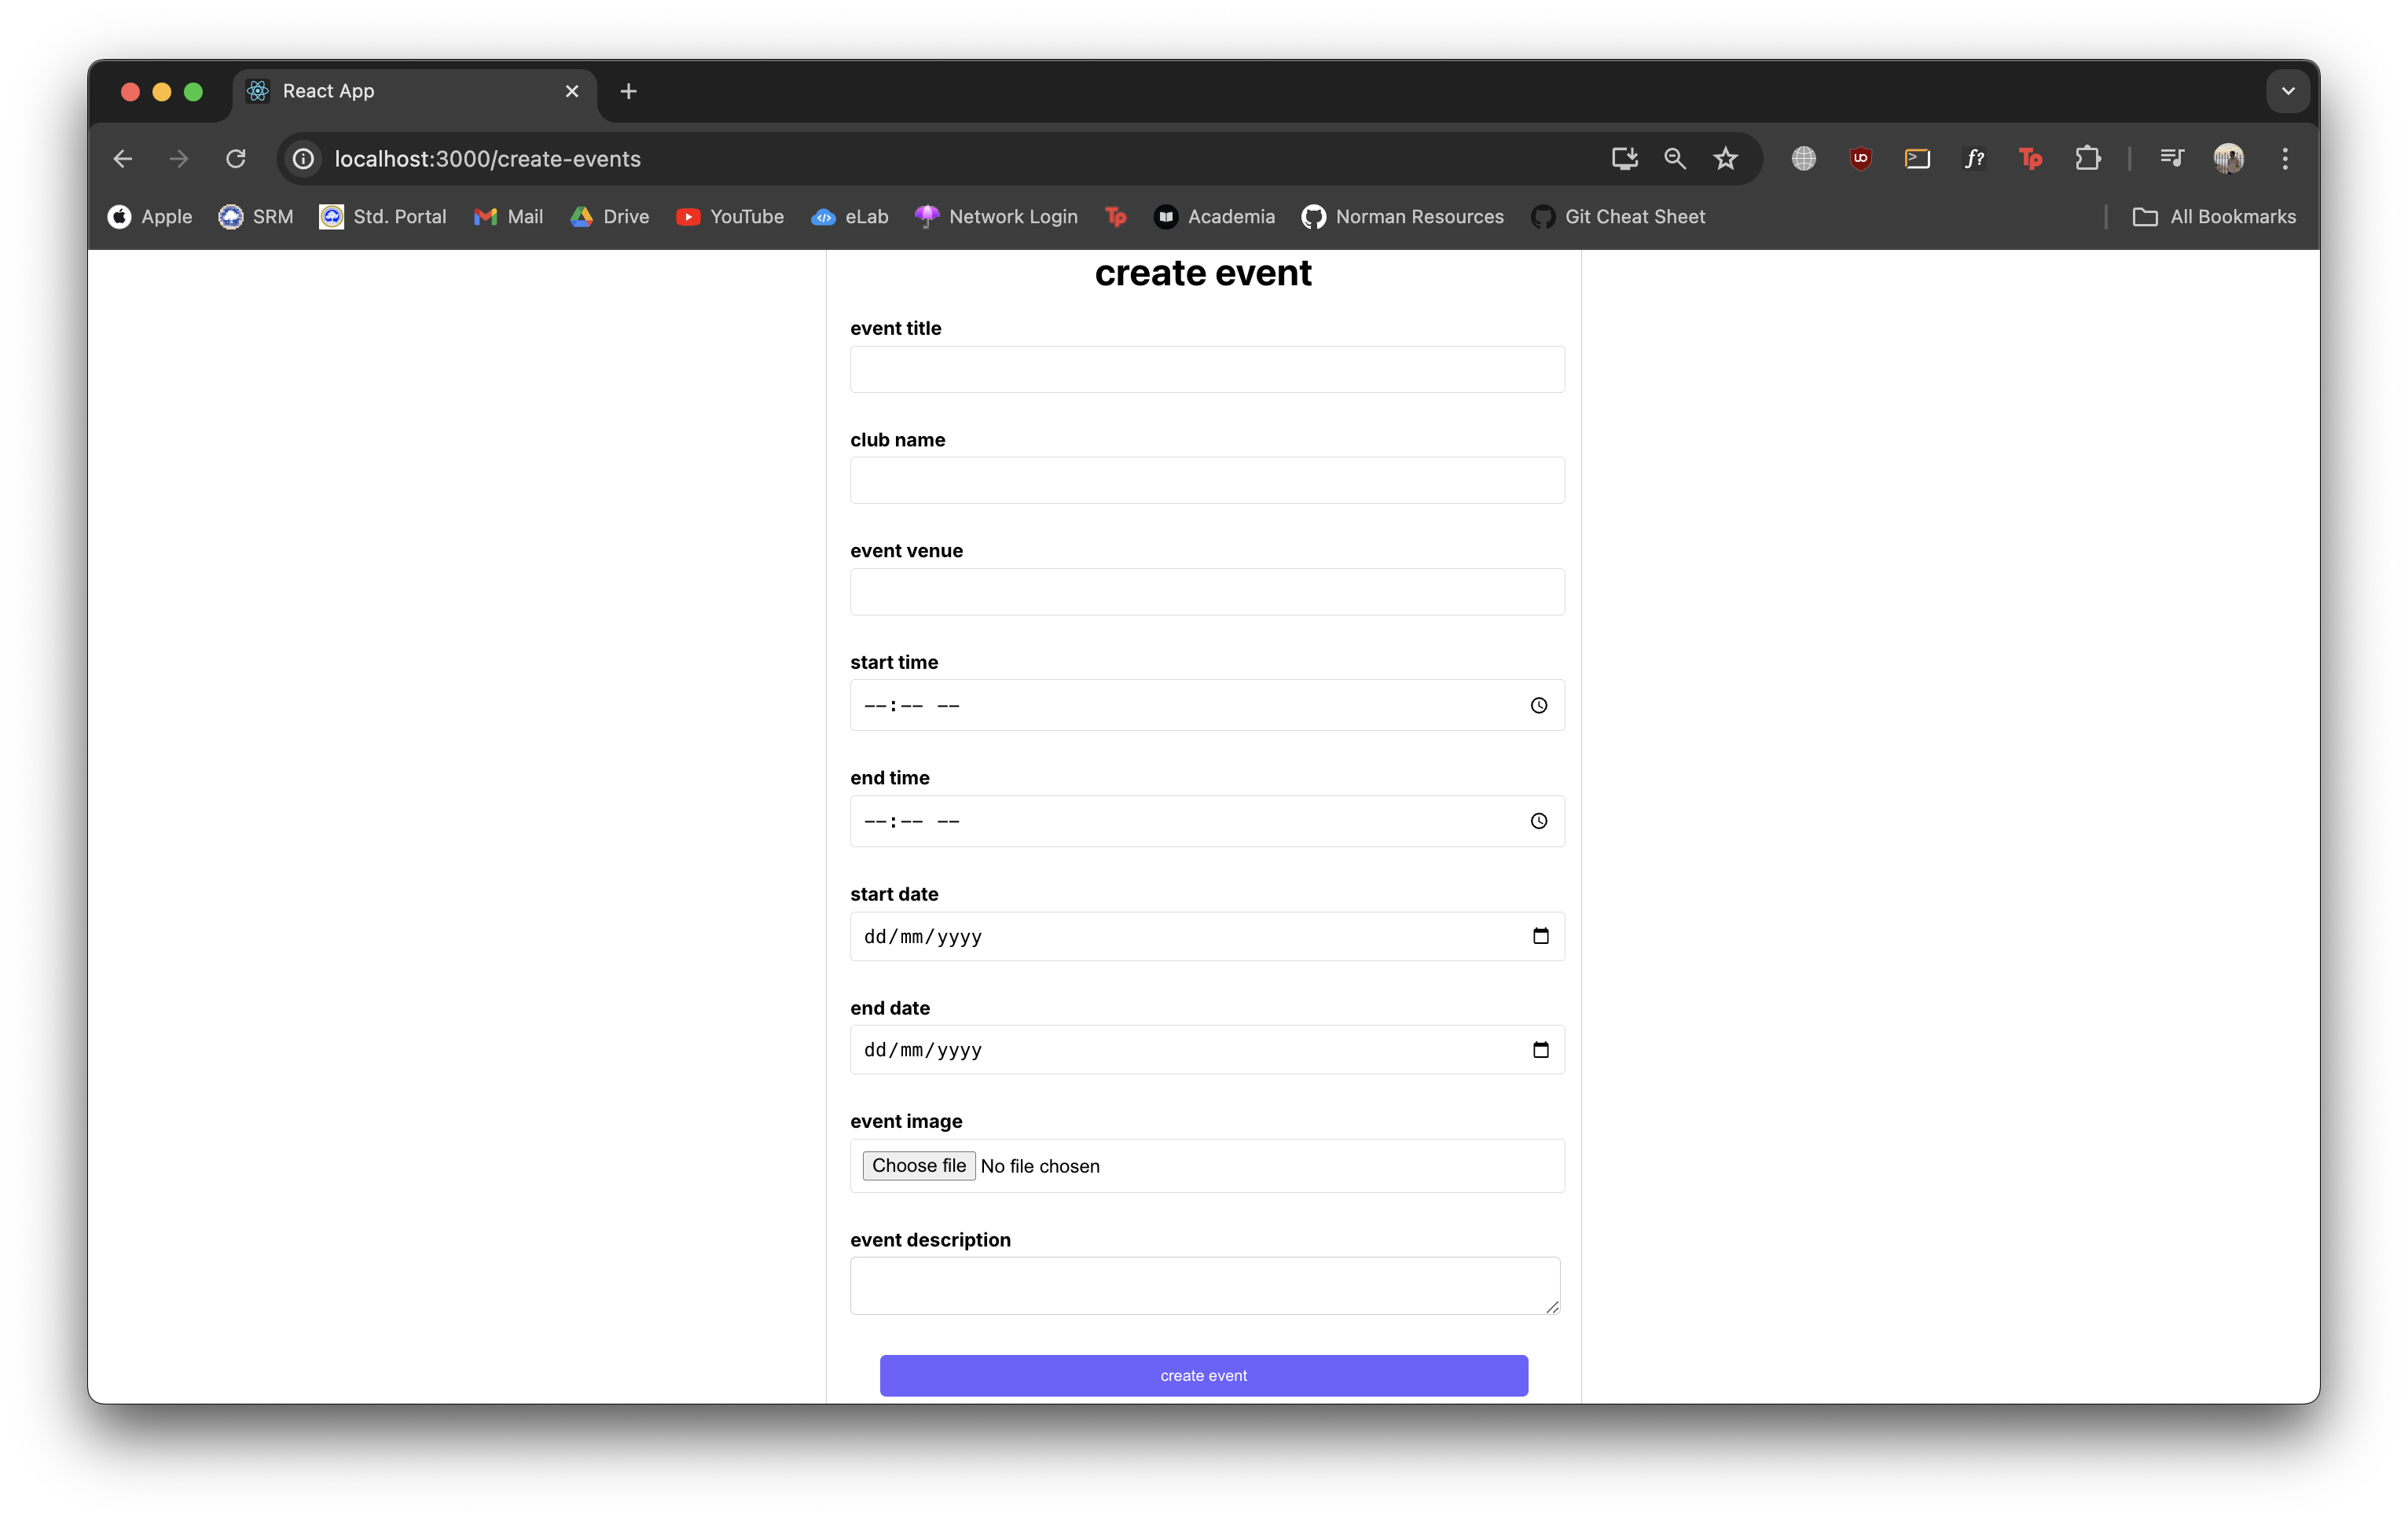 React App
localhost:3000/create-events
Apple SRM Std. Portal Mail Drive YouTube eLab Network Login Tp Academia Norman Resources Git Cheat Sheet All Bookmarks
create event
event title
club name
event venue
start time
--:-- --
end time
--:-- --
start date
dd/mm/yyyy
end date
dd/mm/yyyy
event image
Choose file No file chosen
event description
create event